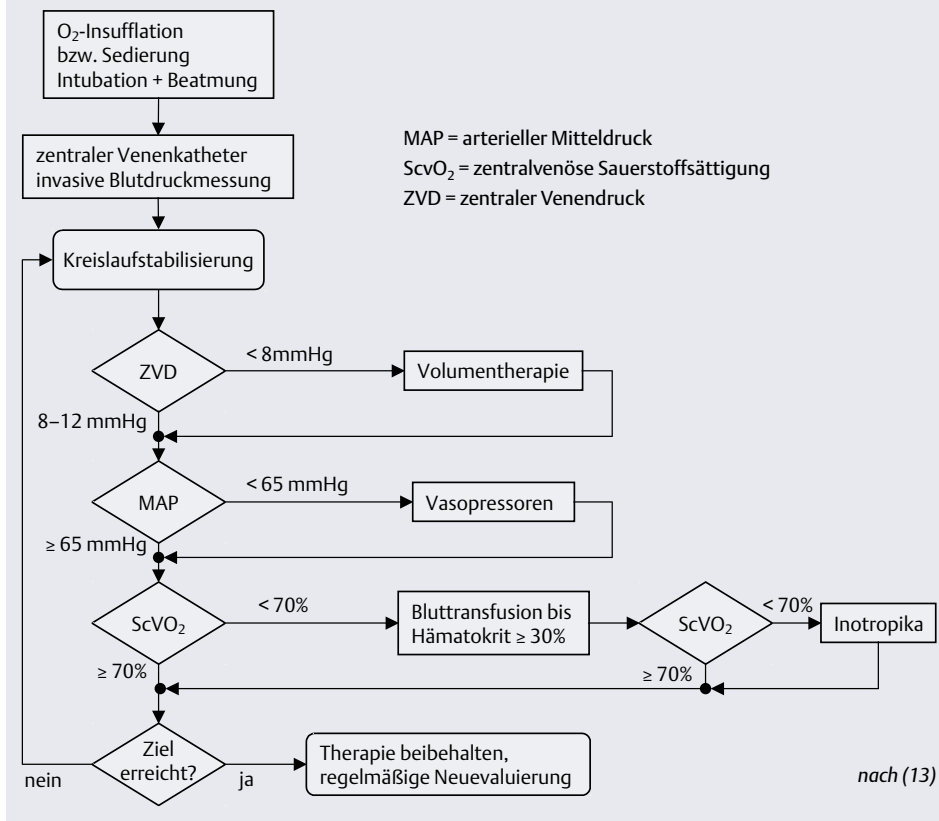 O₂-Insufflation
bzw. Sedierung
Intubation + Beatmung
zentraler Venenkatheter
invasive Blutdruckmessung
MAP = arterieller Mitteldruck
ScvO₂ = zentralvenöse Sauerstoffsättigung
ZVD = zentraler Venendruck
Kreislaufstabilisierung
ZVD
< 8mmHg
Volumentherapie
8–12 mmHg
MAP
< 65 mmHg
Vasopressoren
≥ 65 mmHg
ScVO₂
< 70%
Bluttransfusion bis
Hämatokrit ≥ 30%
ScVO₂
< 70%
Inotropika
≥ 70%
≥ 70%
Ziel
erreicht?
nein
ja
Therapie beibehalten,
regelmäßige Neuevaluierung
nach (13)